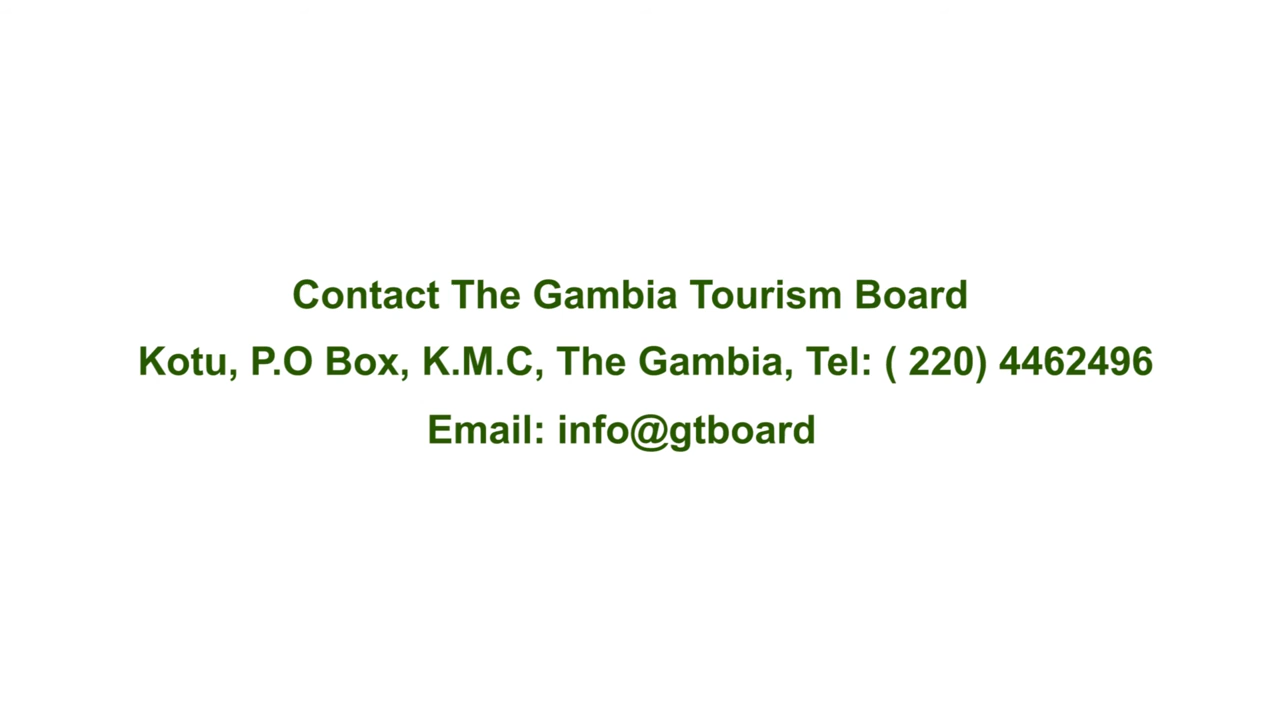 Contact The Gambia Tourism Board
Kotu, P.O Box, K.M.C, The Gambia, Tel: ( 220) 4462496
Email: info@gtboard